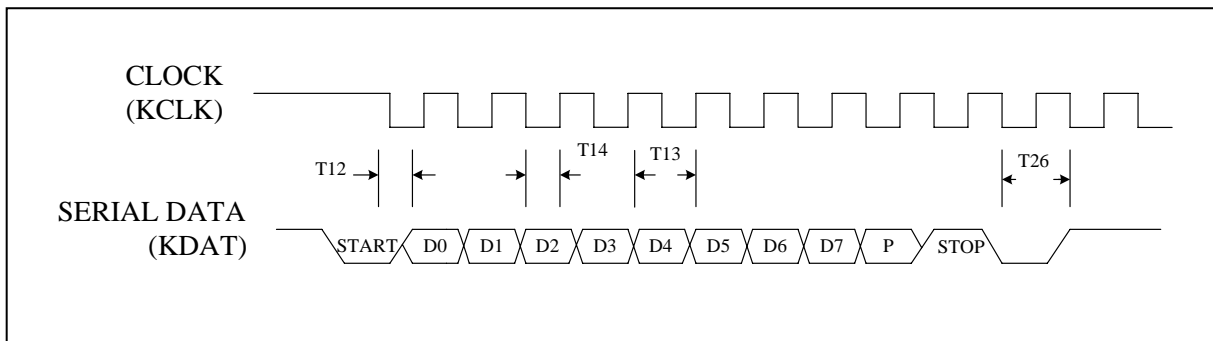 CLOCK
(KCLK)
T12
T14
T13
T26
SERIAL DATA
(KDAT)
START D0 D1 D2 D3 D4 D5 D6 D7 P STOP